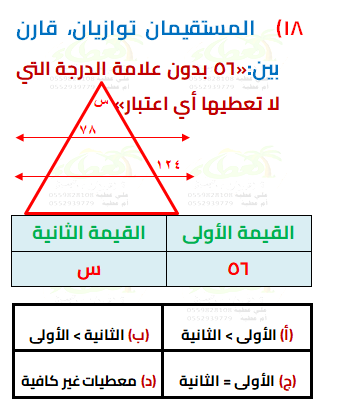 ١٨) المستقيمان توازيان، قارن
بين:«٥٦ بدون علامة الدرجة التي
لا تعطيها أي اعتبار»
س
٧٨
١٢٤
القيمة الأولى القيمة الثانية
٥٦ س
(أ) الأولى > الثانية (ب) الثانية > الأولى
(ج) الأولى = الثانية (د) معطيات غير كافية